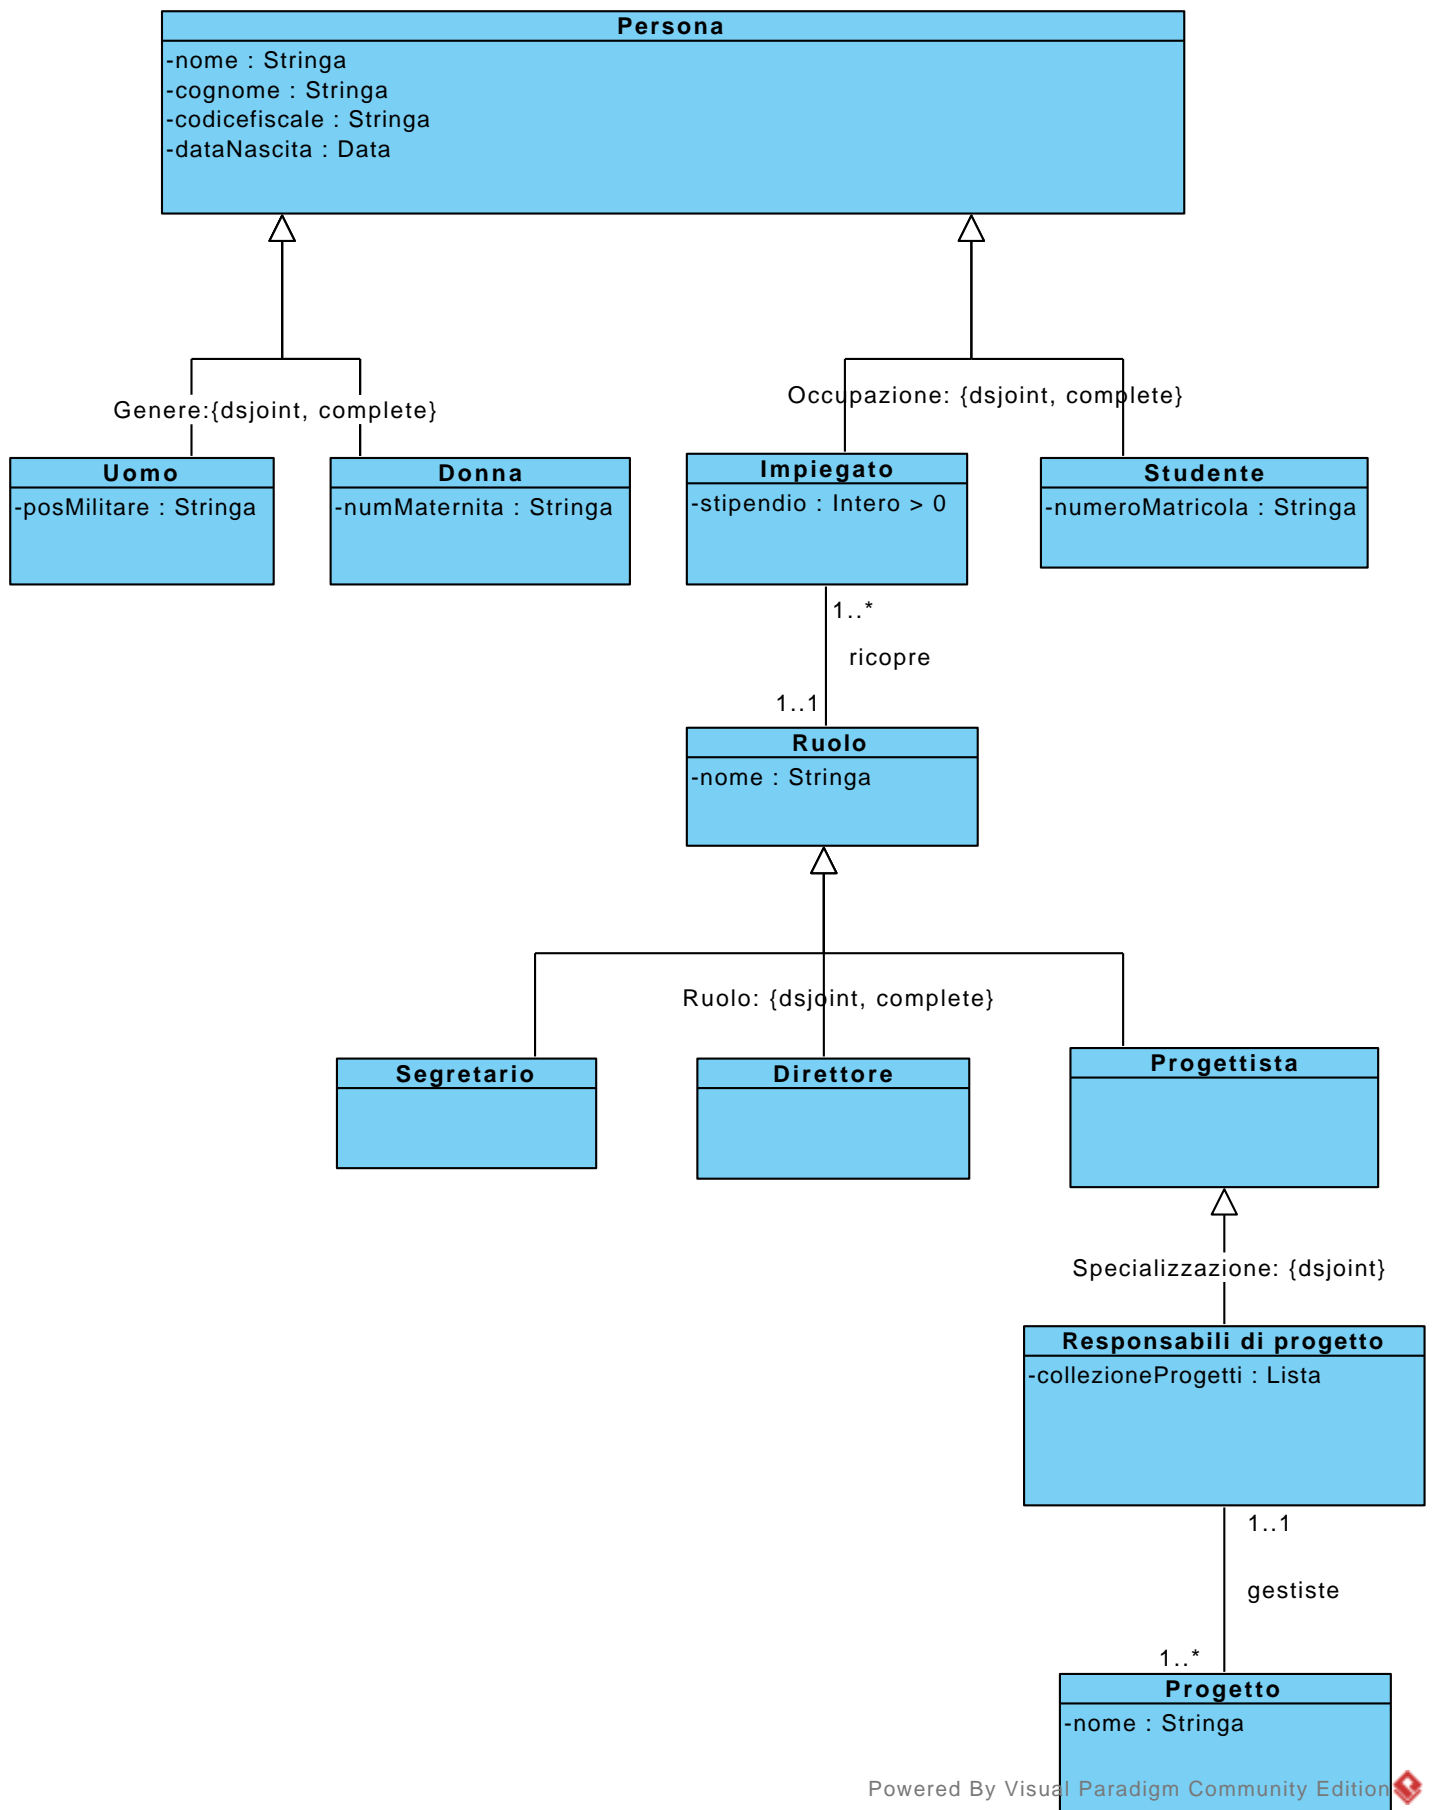 Persona
-nome : Stringa
-cognome : Stringa
-codicefiscale : Stringa
-dataNascita : Data
Genere:{dsjoint, complete}
Occupazione: {dsjoint, complete}
Uomo
-posMilitare : Stringa
Donna
-numMaternita : Stringa
Impiegato
-stipendio : Intero > 0
Studente
-numeroMatricola : Stringa
1..*
ricopre
1..1
Ruolo
-nome : Stringa
Ruolo: {dsjoint, complete}
Segretario
Direttore
Progettista
Specializzazione: {dsjoint}
Responsabili di progetto
-collezioneProgetti : Lista
1..1
gestiste
1..*
Progetto
-nome : Stringa
Powered By Visual Paradigm Community Edition